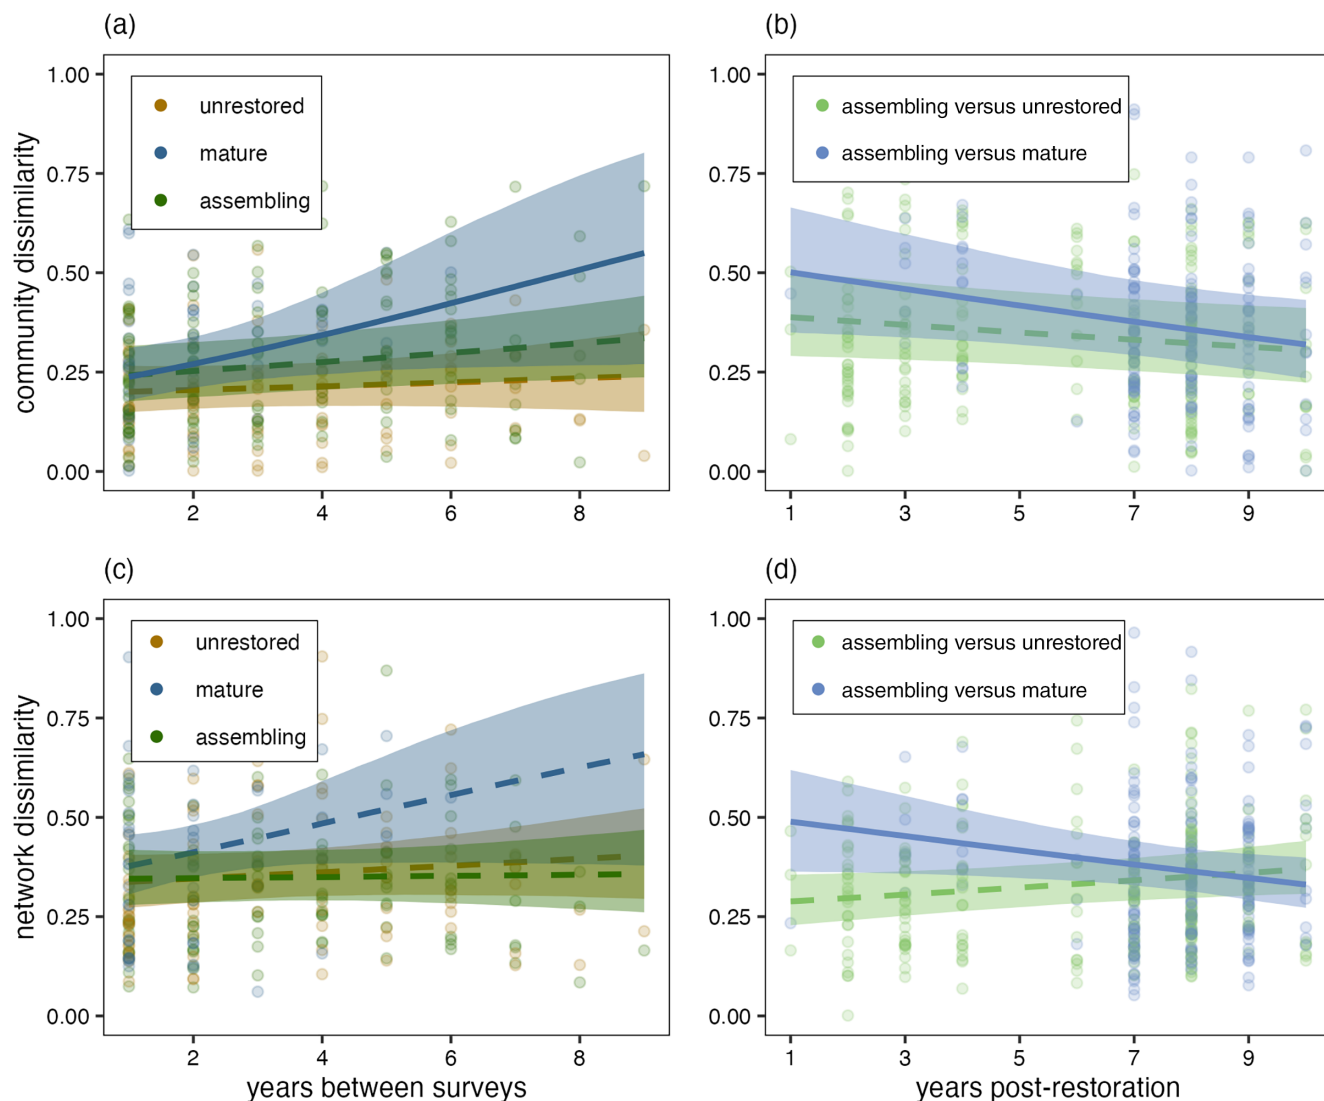 (a)
1.00
0.75
0.50
0.25
0.00
community dissimilarity
unrestored
mature
assembling
2
4
6
8
(b)
1.00
0.75
0.50
0.25
0.00
assembling versus unrestored
assembling versus mature
1
3
5
7
9
(c)
1.00
0.75
0.50
0.25
0.00
network dissimilarity
unrestored
mature
assembling
2
4
6
8
years between surveys
(d)
1.00
0.75
0.50
0.25
0.00
assembling versus unrestored
assembling versus mature
1
3
5
7
9
years post-restoration